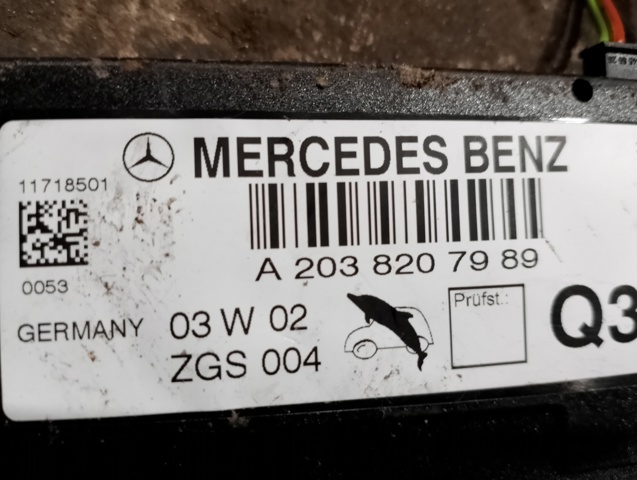 MERCEDES BENZ
11718501
A 203 820 79 89
0053
GERMANY 03 W 02
ZGS 004
Prüfst.:
Q3